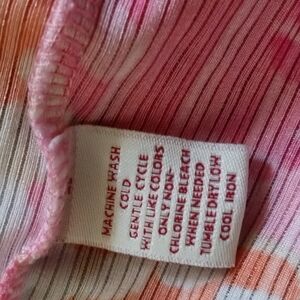 MACHINE WASH
COLD
GENTLE CYCLE
WITH LIKE COLORS
ONLY NON-
CHLORINE BLEACH
WHEN NEEDED
TUMBLE DRY LOW
COOL IRON